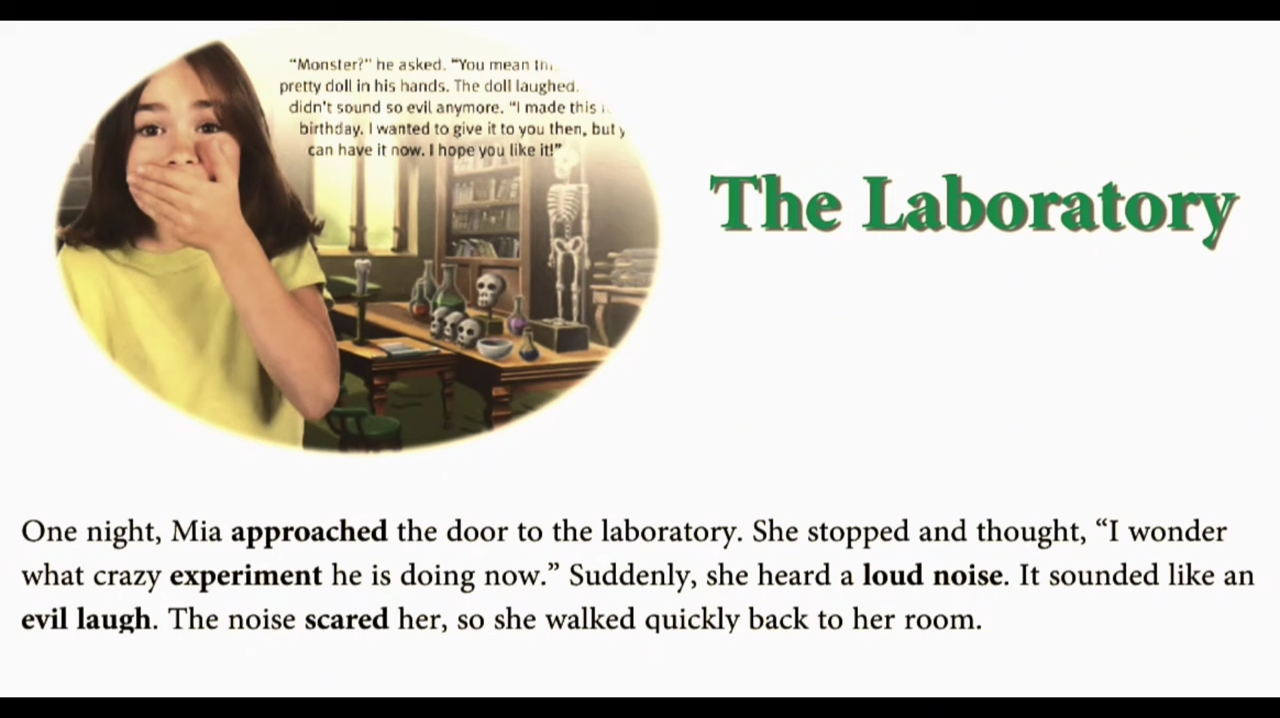 "Monster?" he asked. "You mean
pretty doll in his hands. The doll laughed.
didn't sound so evil anymore. "I made this
birthday. I wanted to give it to you then, but
can have it now. I hope you like it!"
The Laboratory
One night, Mia approached the door to the laboratory. She stopped and thought, “I wonder
what crazy experiment he is doing now.” Suddenly, she heard a loud noise. It sounded like an
evil laugh. The noise scared her, so she walked quickly back to her room.